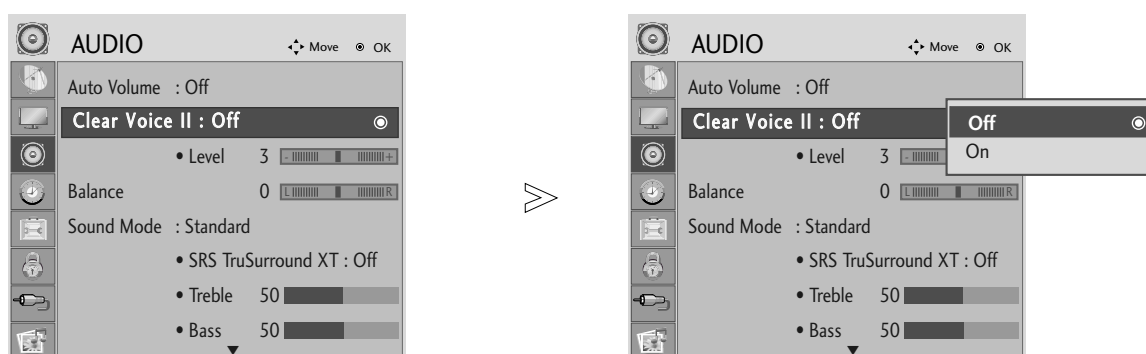 AUDIO Move OK
Auto Volume : Off
Clear Voice II : Off
• Level 3 - +
Balance 0 L R
Sound Mode : Standard
• SRS TruSurround XT : Off
• Treble 50
• Bass 50
AUDIO Move OK
Auto Volume : Off
Clear Voice II : Off
• Level 3 -
Balance 0 L R
Sound Mode : Standard
• SRS TruSurround XT : Off
• Treble 50
• Bass 50
Off
On